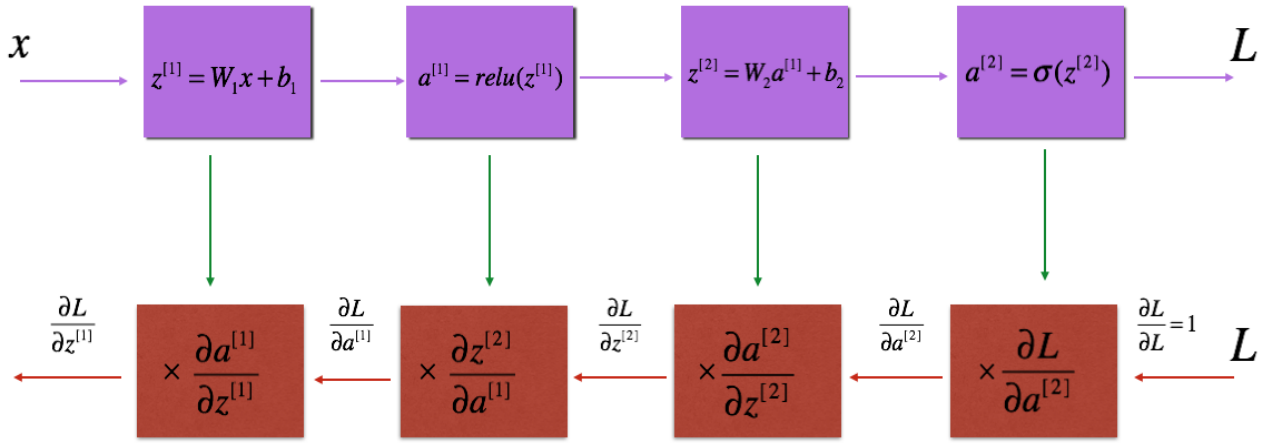 x
z^[1] = W_1 x + b_1
a^[1] = relu(z^[1])
z^[2] = W_2 a^[1] + b_2
a^[2] = σ(z^[2])
L
∂L/∂z^[1]
× ∂a^[1]/∂z^[1]
∂L/∂a^[1]
× ∂z^[2]/∂a^[1]
∂L/∂z^[2]
× ∂a^[2]/∂z^[2]
∂L/∂a^[2]
× ∂L/∂a^[2]
∂L/∂L = 1
L